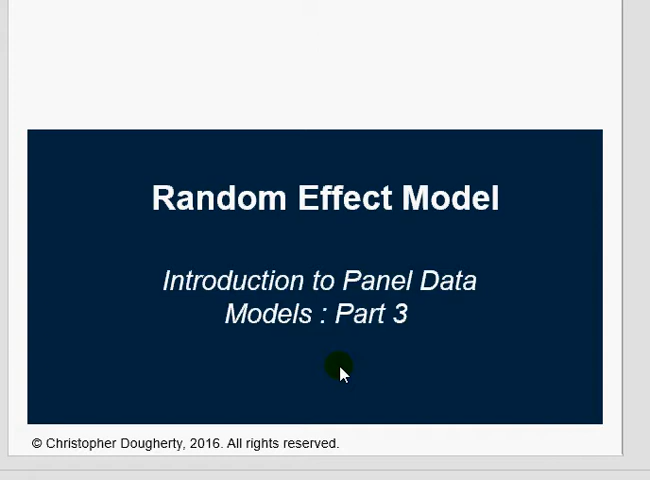 Random Effect Model
Introduction to Panel Data
Models : Part 3
© Christopher Dougherty, 2016. All rights reserved.